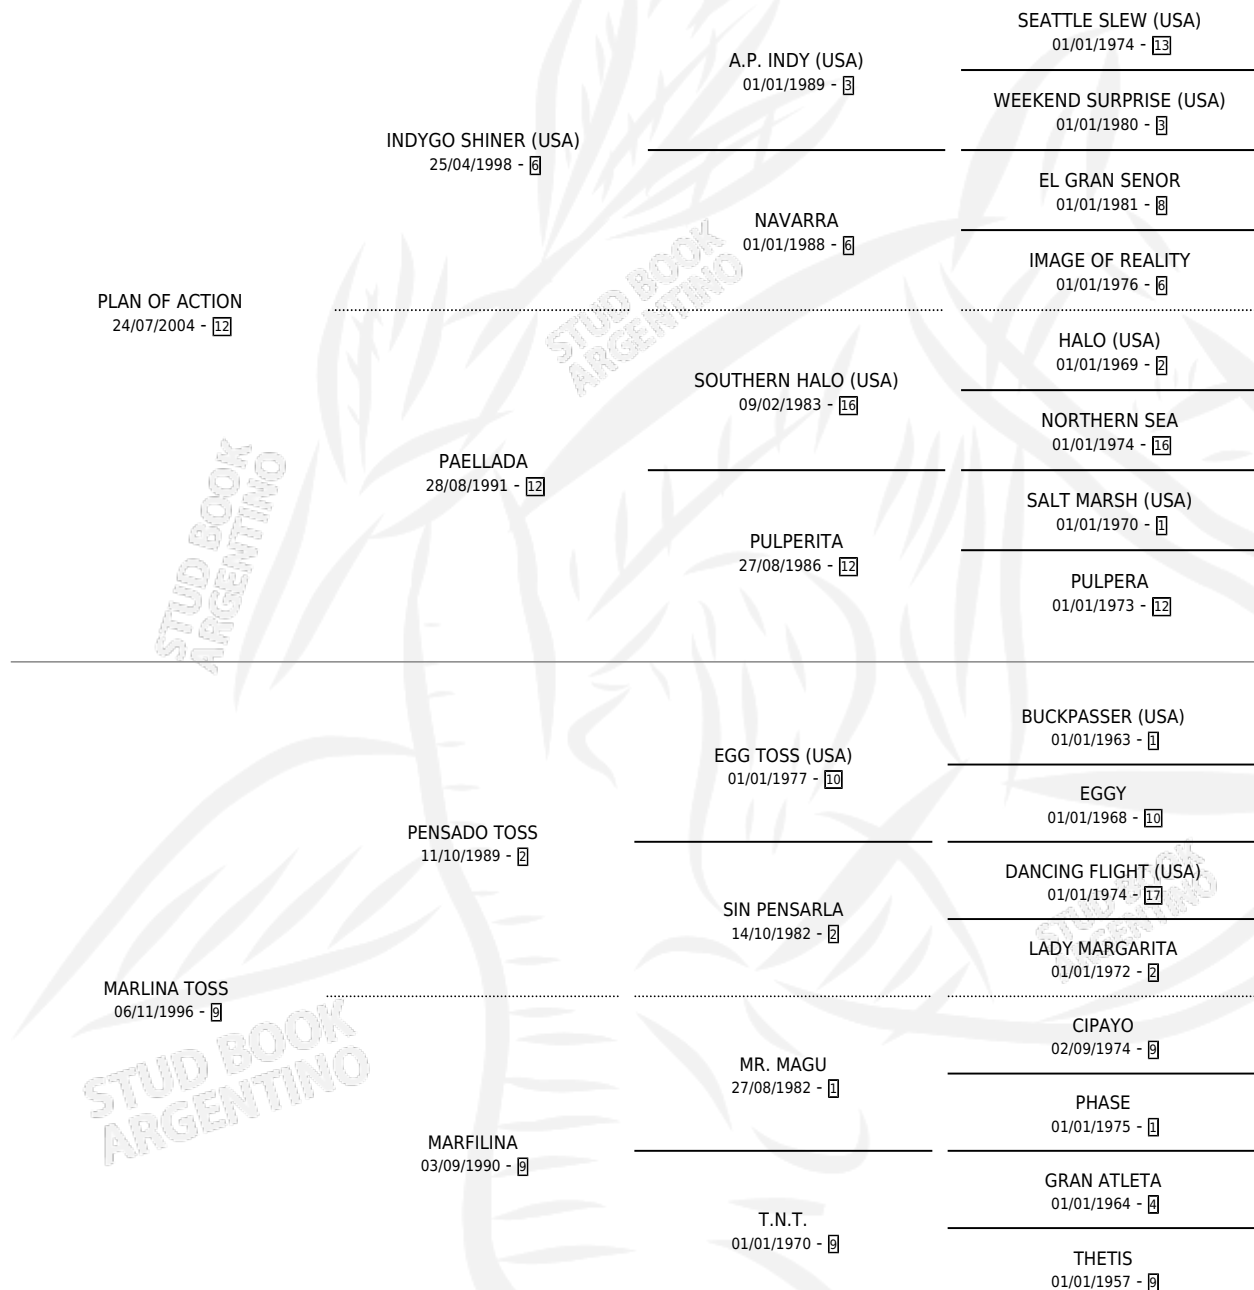 SEATTLE SLEW (USA)
01/01/1974 - 13
A.P. INDY (USA)
01/01/1989 - 3
WEEKEND SURPRISE (USA)
01/01/1980 - 3
INDYGO SHINER (USA)
25/04/1998 - 6
EL GRAN SENOR
01/01/1981 - 8
NAVARRA
01/01/1988 - 6
IMAGE OF REALITY
01/01/1976 - 6
PLAN OF ACTION
24/07/2004 - 12
HALO (USA)
01/01/1969 - 2
SOUTHERN HALO (USA)
09/02/1983 - 16
NORTHERN SEA
01/01/1974 - 16
PAELLADA
28/08/1991 - 12
SALT MARSH (USA)
01/01/1970 - 1
PULPERITA
27/08/1986 - 12
PULPERA
01/01/1973 - 12
BUCKPASSER (USA)
01/01/1963 - 1
EGG TOSS (USA)
01/01/1977 - 10
EGGY
01/01/1968 - 10
PENSADO TOSS
11/10/1989 - 2
DANCING FLIGHT (USA)
01/01/1974 - 17
SIN PENSARLA
14/10/1982 - 2
LADY MARGARITA
01/01/1972 - 2
MARLINA TOSS
06/11/1996 - 9
CIPAYO
02/09/1974 - 9
MR. MAGU
27/08/1982 - 1
PHASE
01/01/1975 - 1
MARFILINA
03/09/1990 - 9
GRAN ATLETA
01/01/1964 - 4
T.N.T.
01/01/1970 - 9
THETIS
01/01/1957 - 9
STUD BOOK
ARGENTINO
STUD BOOK
ARGENTINO
STUD BOOK
ARGENTINO
STUD BOOK
ARGENTINO